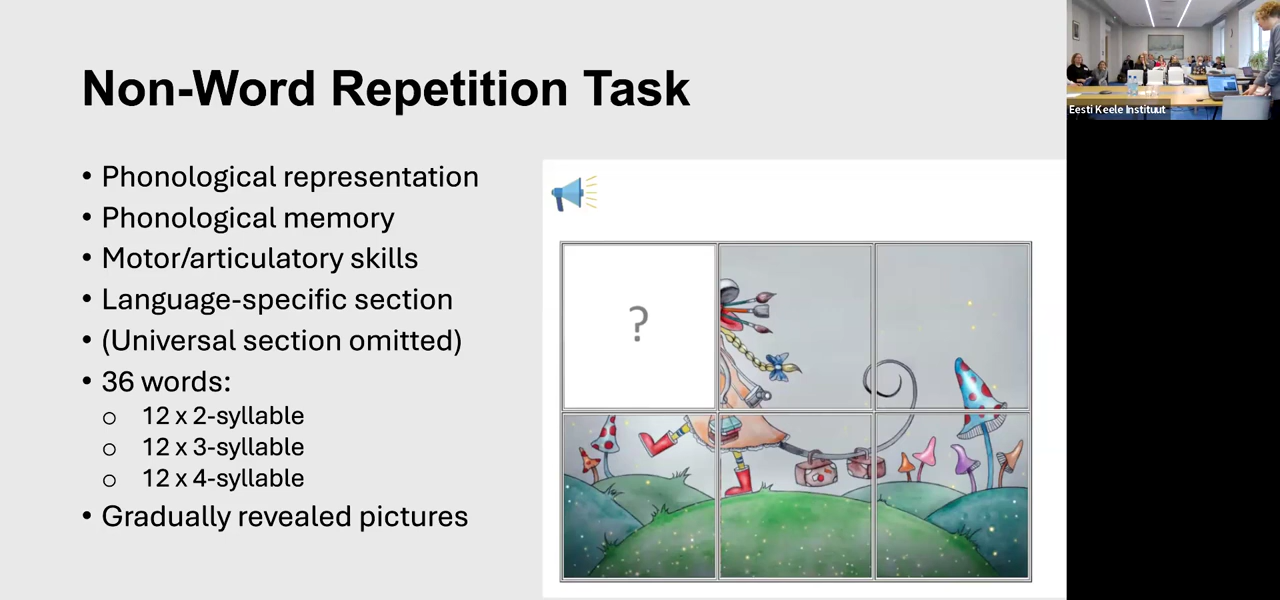 Non-Word Repetition Task
• Phonological representation
• Phonological memory
• Motor/articulatory skills
• Language-specific section
• (Universal section omitted)
• 36 words:
o 12 x 2-syllable
o 12 x 3-syllable
o 12 x 4-syllable
• Gradually revealed pictures
?
Eesti Keele Instituut